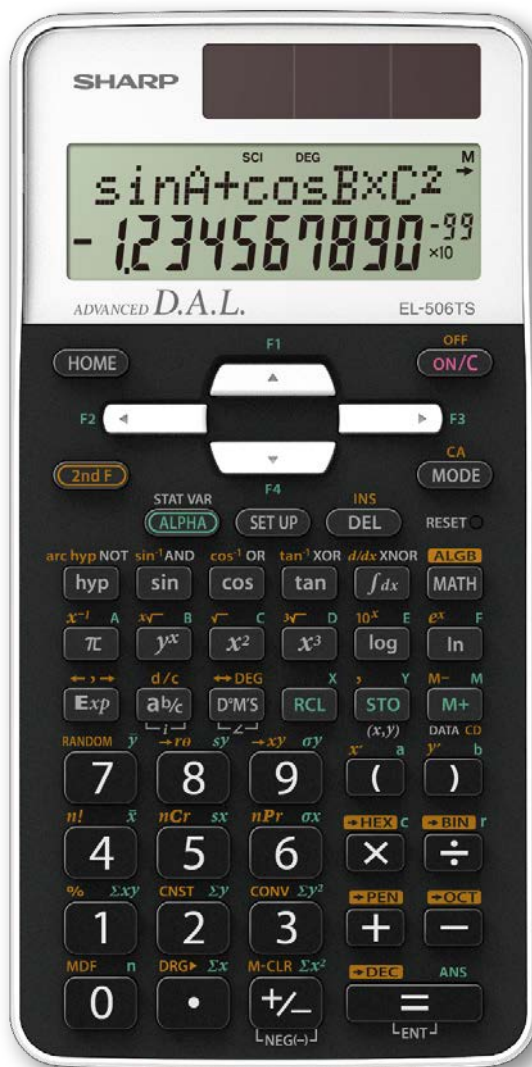 SHARP
SCI DEG M
→
sinA+cosB×C²
-1.234567890 ×10 -99
ADVANCED D.A.L. EL-506TS
F1 OFF
HOME ▲ ON/C
F2 ◄ ► F3
2nd F ▼ CA
F4 MODE
STAT VAR INS
ALPHA SET UP DEL RESET
arc hyp NOT sin⁻¹ AND cos⁻¹ OR tan⁻¹ XOR d/dx XNOR ALGB
hyp sin cos tan ∫dx MATH
x⁻¹ A ˣ√ B √ C ³√ D 10ˣ E eˣ F
π yˣ x² x³ log ln
←,→ d/c ↔DEG X , Y M− M
Exp ab/c D°M'S RCL STO M+
i ∠ (x,y) DATA CD
RANDOM ȳ →rθ sy →xy σy x' a y' b
7 8 9 ( )
n! x̄ nCr sx nPr σx →HEX c →BIN r
4 5 6 × ÷
% Σxy CNST Σy CONV Σy² →PEN →OCT
1 2 3 + −
MDF n DRG► Σx M-CLR Σx² →DEC ANS
0 • +/− =
NEG(−) ENT